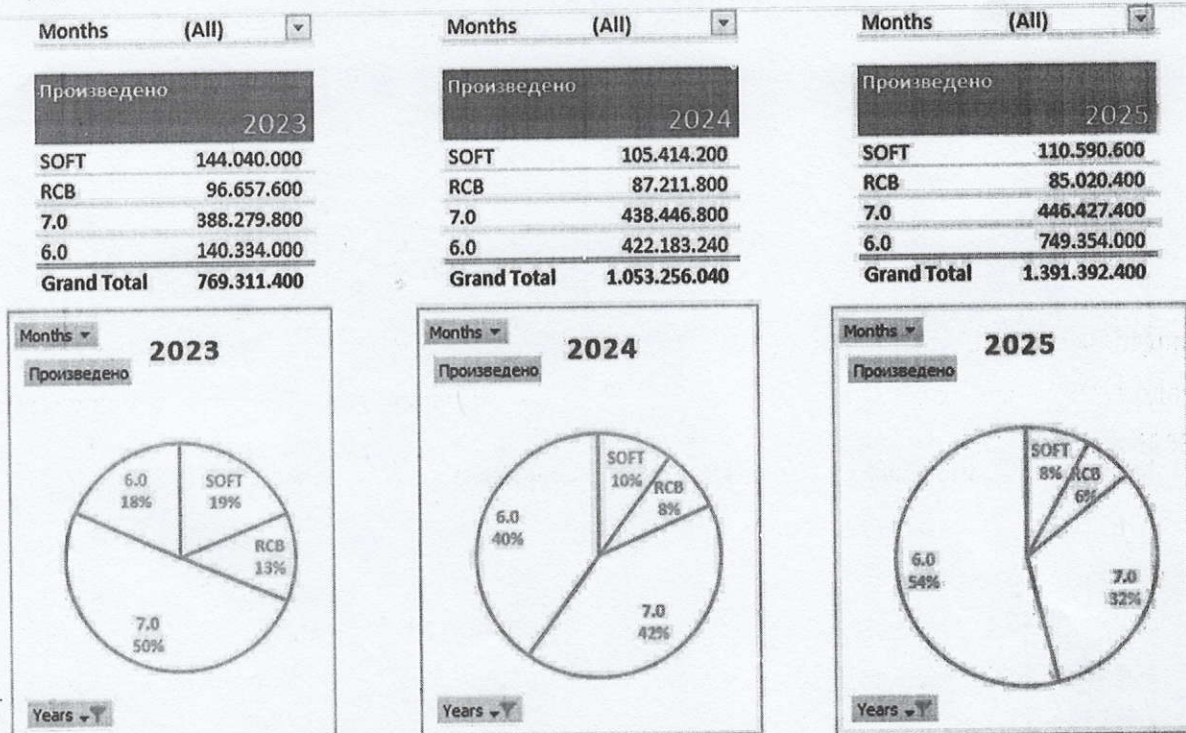 Months (All)
Произведено
2023
SOFT 144.040.000
RCB 96.657.600
7.0 388.279.800
6.0 140.334.000
Grand Total 769.311.400
Months
2023
Произведено
6.0
18%
SOFT
19%
RCB
13%
7.0
50%
Years
Months (All)
Произведено
2024
SOFT 105.414.200
RCB 87.211.800
7.0 438.446.800
6.0 422.183.240
Grand Total 1.053.256.040
Months
2024
Произведено
SOFT
10%
RCB
8%
6.0
40%
7.0
42%
Years
Months (All)
Произведено
2025
SOFT 110.590.600
RCB 85.020.400
7.0 446.427.400
6.0 749.354.000
Grand Total 1.391.392.400
Months
2025
Произведено
SOFT
8%
RCB
6%
6.0
54%
7.0
32%
Years